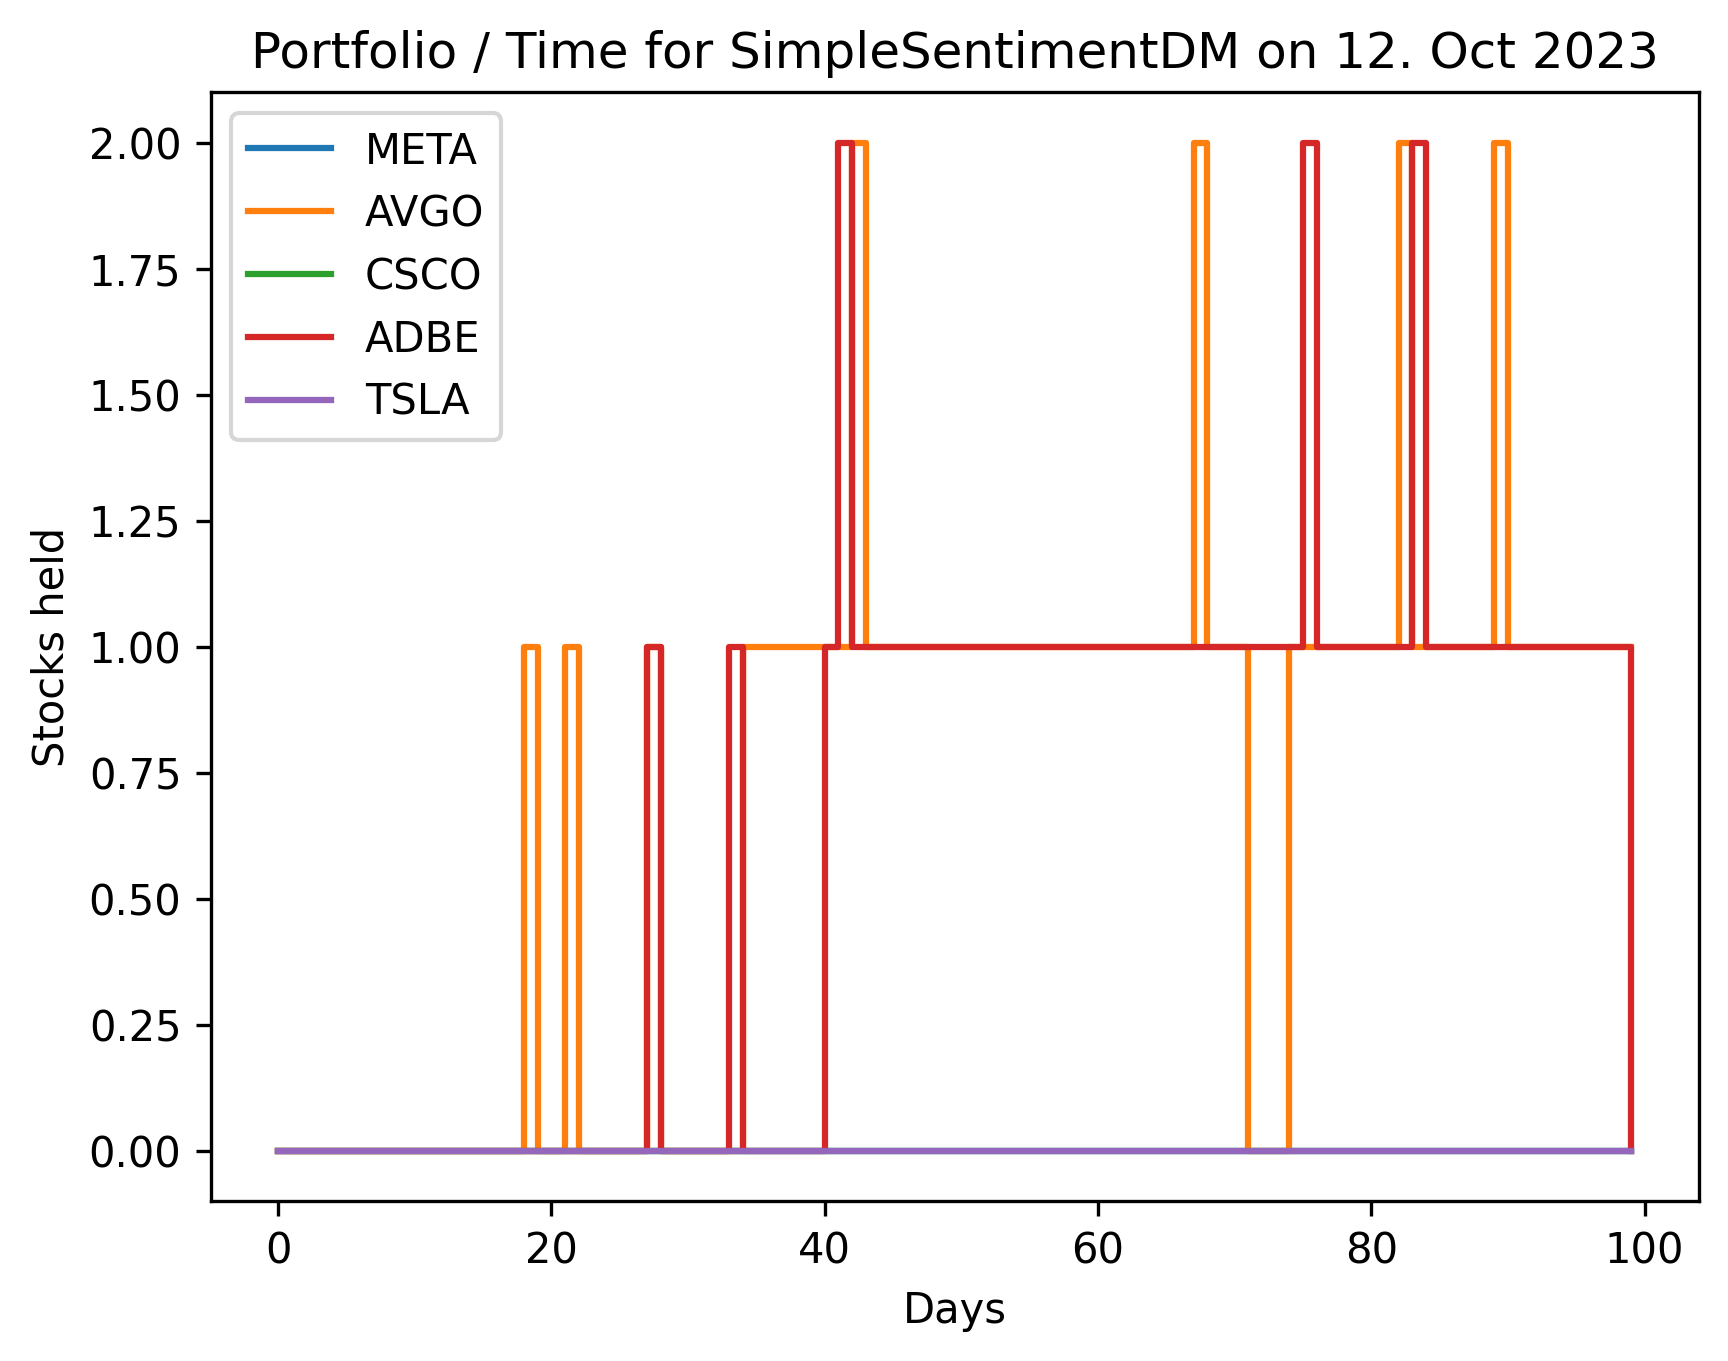 Portfolio / Time for SimpleSentimentDM on 12. Oct 2023
META
AVGO
CSCO
ADBE
TSLA
Stocks held
2.00
1.75
1.50
1.25
1.00
0.75
0.50
0.25
0.00
0 20 40 60 80 100
Days